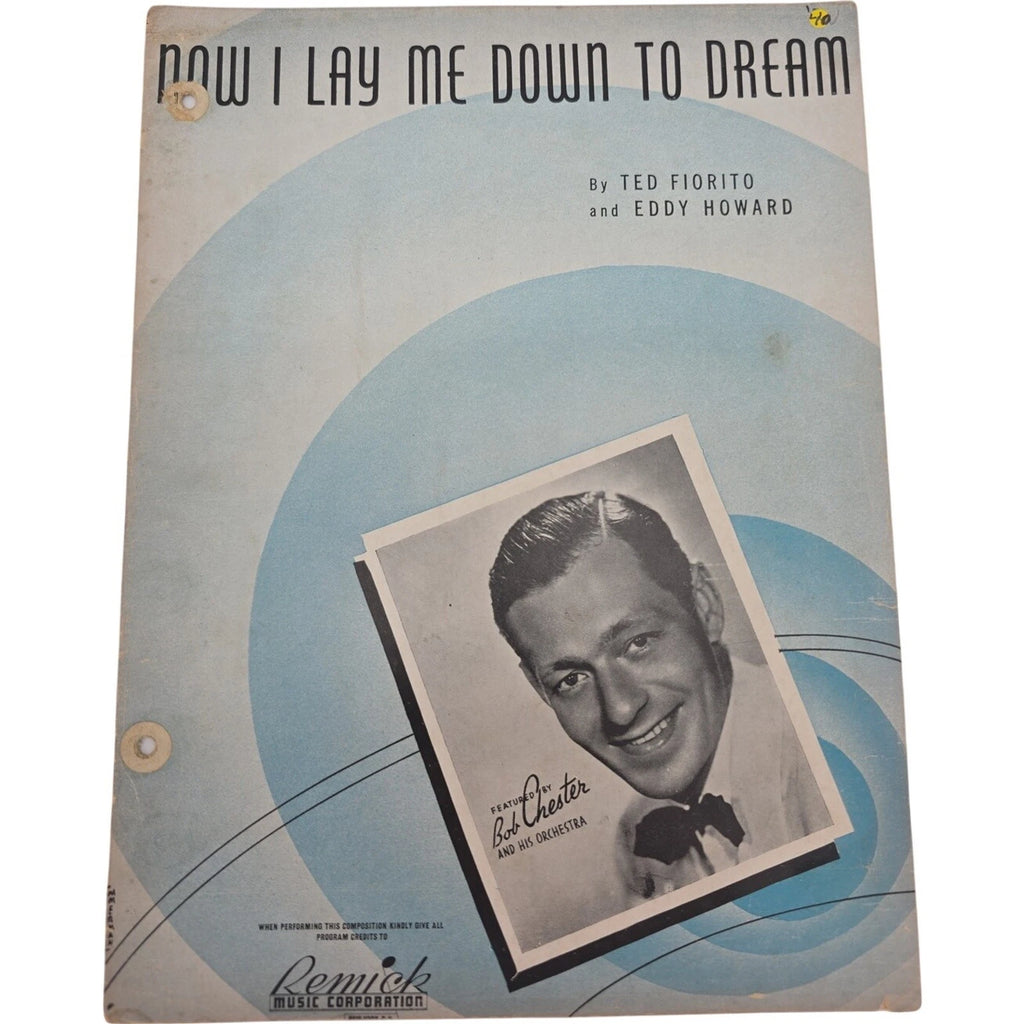 40
NOW I LAY ME DOWN TO DREAM
By TED FIORITO
and EDDY HOWARD
FEATURED BY
Bob Chester
AND HIS ORCHESTRA
WHEN PERFORMING THIS COMPOSITION KINDLY GIVE ALL
PROGRAM CREDITS TO
Remick
MUSIC CORPORATION